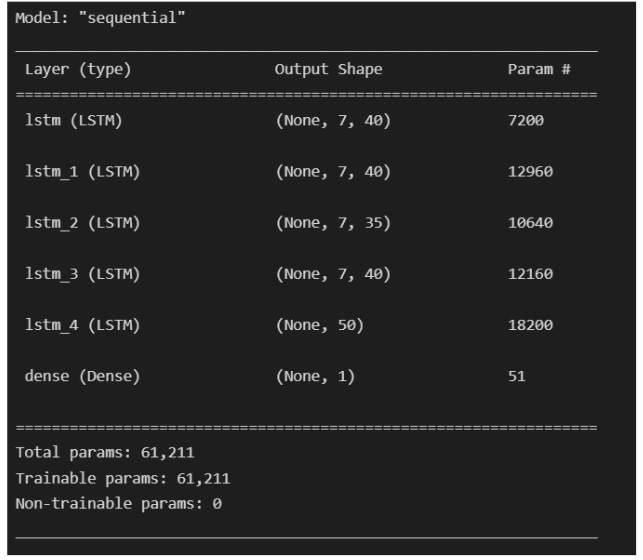 Model: "sequential"
Layer (type) Output Shape Param #
lstm (LSTM) (None, 7, 40) 7200
lstm_1 (LSTM) (None, 7, 40) 12960
lstm_2 (LSTM) (None, 7, 35) 10640
lstm_3 (LSTM) (None, 7, 40) 12160
lstm_4 (LSTM) (None, 50) 18200
dense (Dense) (None, 1) 51
Total params: 61,211
Trainable params: 61,211
Non-trainable params: 0